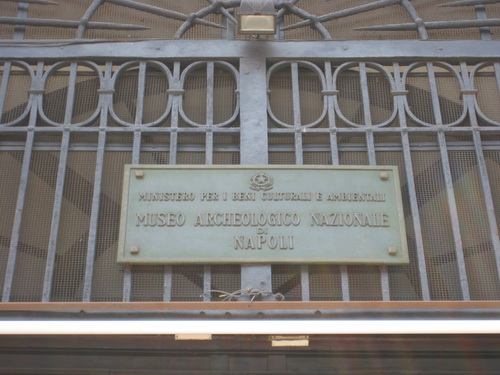 MINISTERO PER I BENI CULTURALI E AMBIENTALI
MUSEO ARCHEOLOGICO NAZIONALE
DI
NAPOLI